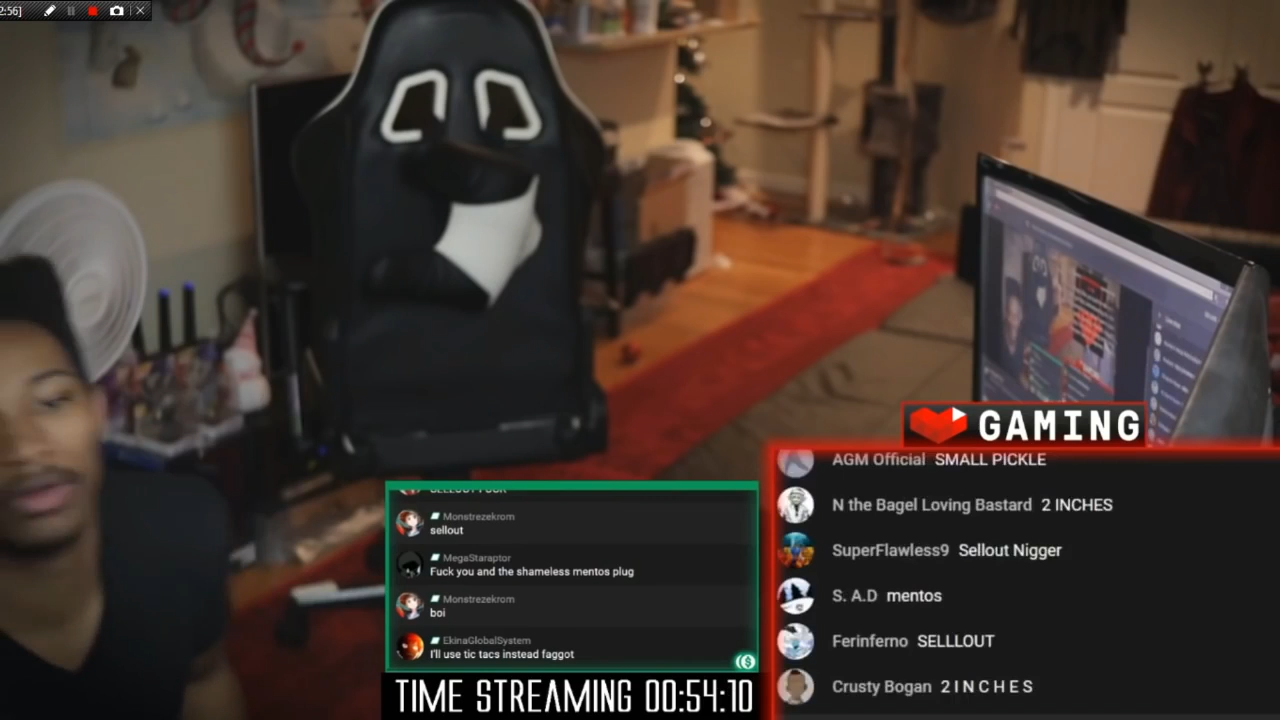 2:56]
GAMING
AGM Official SMALL PICKLE
N the Bagel Loving Bastard 2 INCHES
SuperFlawless9 Sellout Nigger
S. A.D mentos
Ferinferno SELLLOUT
Crusty Bogan 2 I N C H E S
Monstrezekrom
sellout
MegaStaraptor
Fuck you and the shameless mentos plug
Monstrezekrom
boi
EkinaGlobalSystem
I'll use tic tacs instead faggot
TIME STREAMING 00:54:10